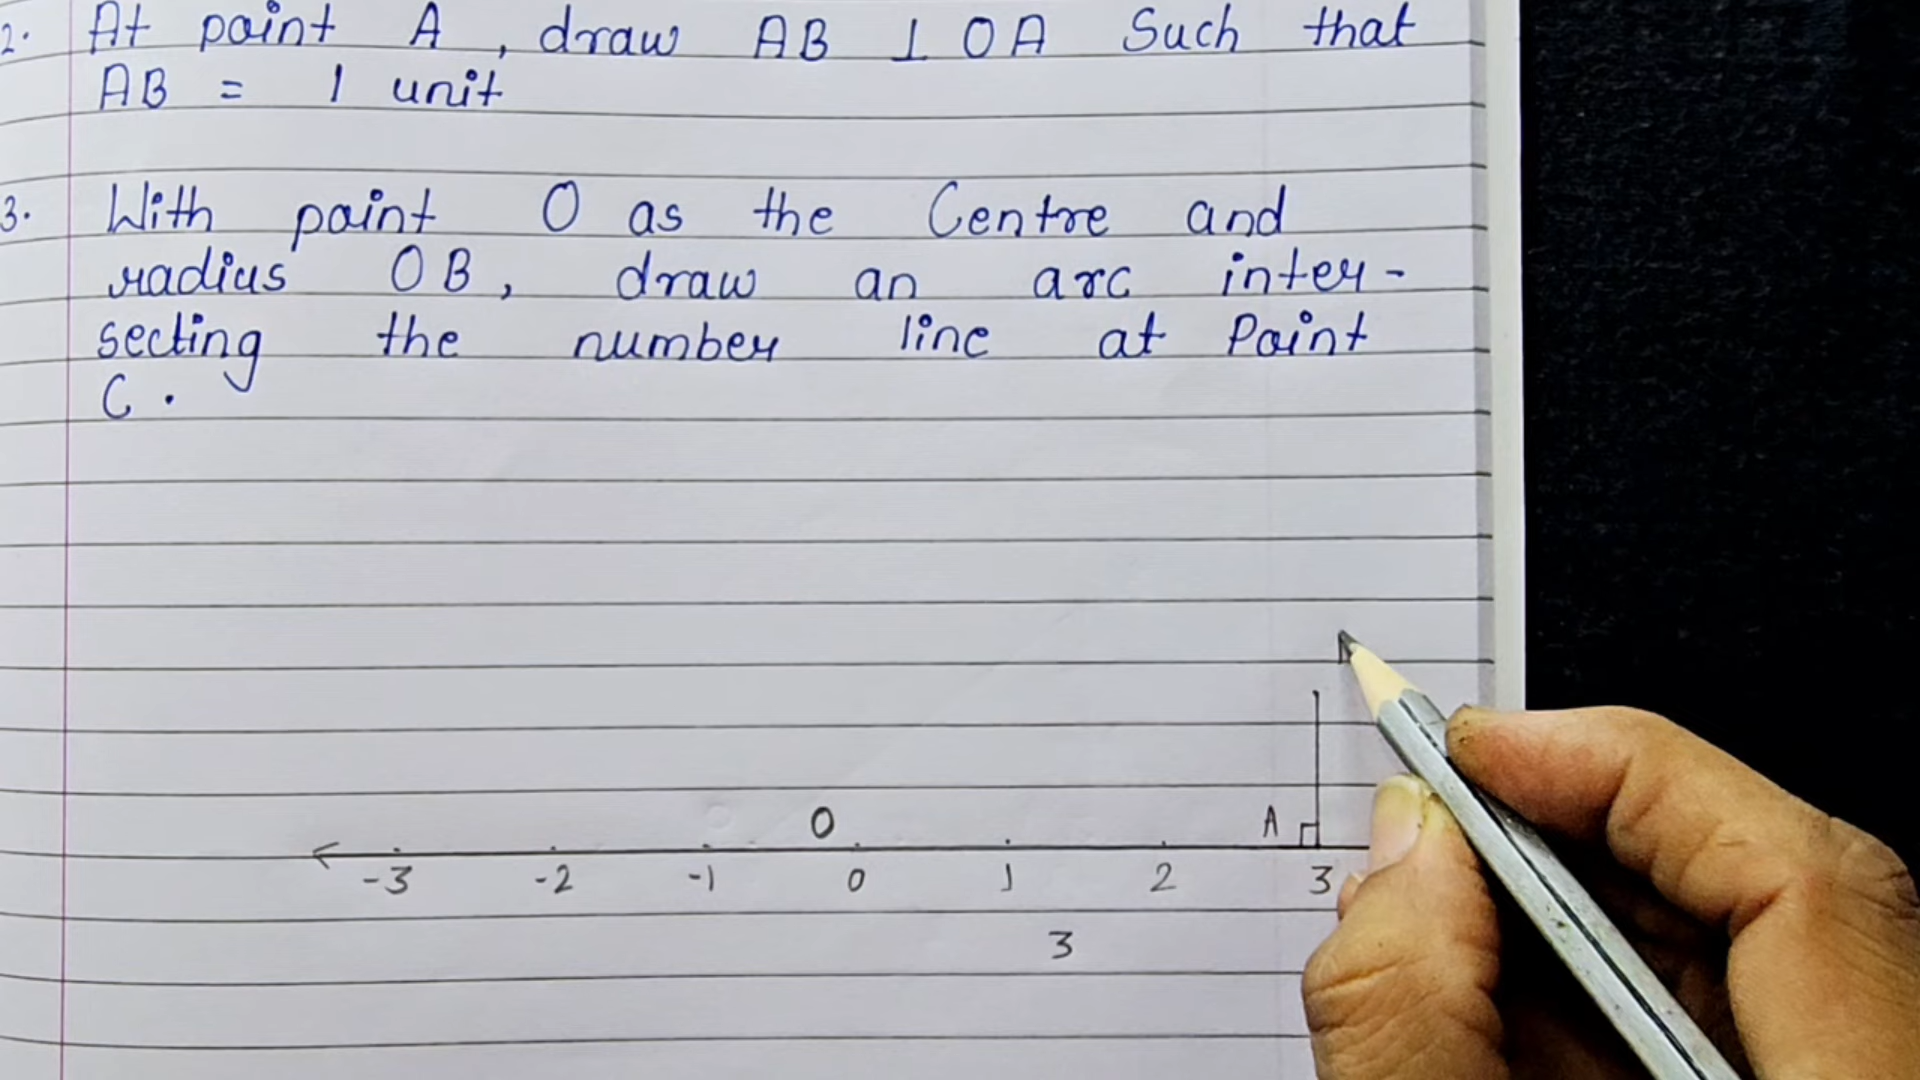 2. At point A, draw AB ⊥ OA Such that
AB = 1 unit
3. With point O as the Centre and
radius OB, draw an arc inter-
secting the number line at Point
C.
O A
-3 -2 -1 0 1 2 3
3